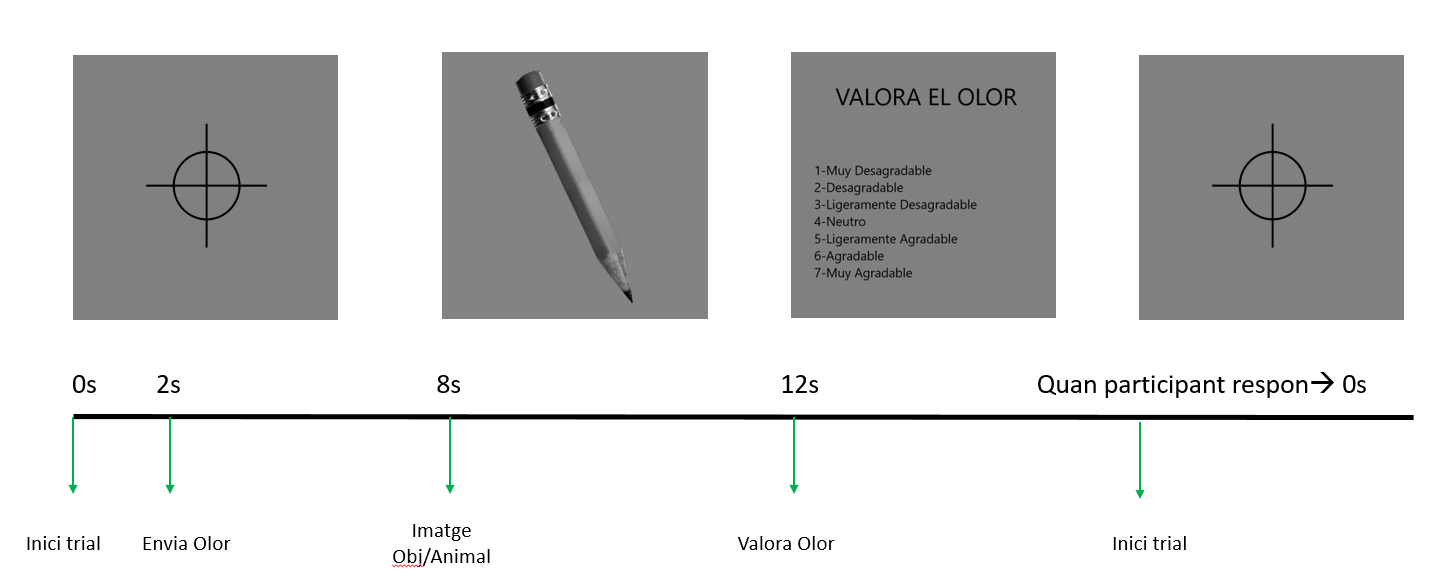 VALORA EL OLOR
1-Muy Desagradable
2-Desagradable
3-Ligeramente Desagradable
4-Neutro
5-Ligeramente Agradable
6-Agradable
7-Muy Agradable
0s
2s
8s
12s
Quan participant respon→ 0s
Inici trial
Envia Olor
Imatge
Obj/Animal
Valora Olor
Inici trial